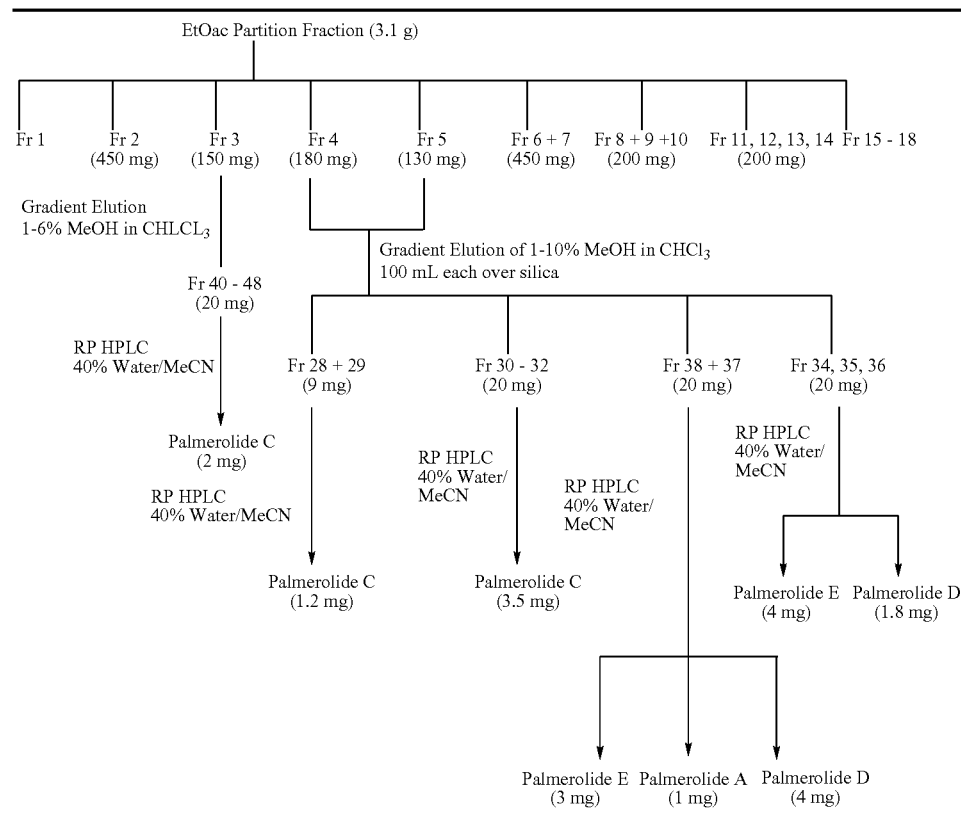 EtOac Partition Fraction (3.1 g)
Fr 1
Fr 2
(450 mg)
Fr 3
(150 mg)
Fr 4
(180 mg)
Fr 5
(130 mg)
Fr 6 + 7
(450 mg)
Fr 8 + 9 +10
(200 mg)
Fr 11, 12, 13, 14
(200 mg)
Fr 15 - 18
Gradient Elution
1-6% MeOH in CHLCL3
Gradient Elution of 1-10% MeOH in CHCl3
100 mL each over silica
Fr 40 - 48
(20 mg)
RP HPLC
40% Water/MeCN
Fr 28 + 29
(9 mg)
Fr 30 - 32
(20 mg)
Fr 38 + 37
(20 mg)
Fr 34, 35, 36
(20 mg)
Palmerolide C
(2 mg)
RP HPLC
40% Water/MeCN
RP HPLC
40% Water/
MeCN
RP HPLC
40% Water/
MeCN
RP HPLC
40% Water/
MeCN
Palmerolide C
(1.2 mg)
Palmerolide C
(3.5 mg)
Palmerolide E
(4 mg)
Palmerolide D
(1.8 mg)
Palmerolide E
(3 mg)
Palmerolide A
(1 mg)
Palmerolide D
(4 mg)